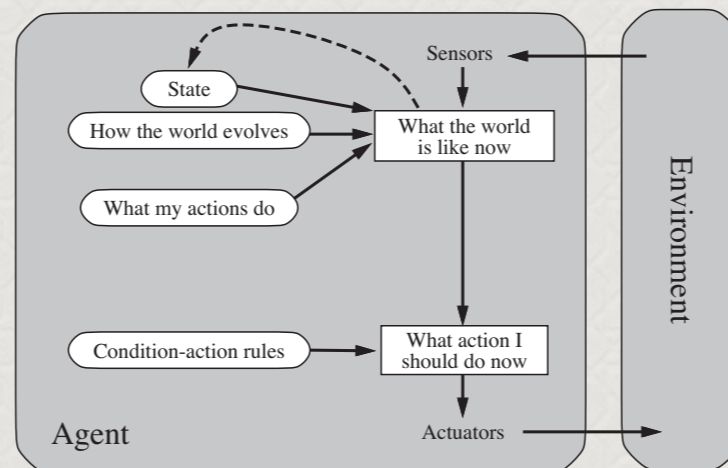 Sensors
State
How the world evolves
What the world
is like now
What my actions do
Environment
Condition-action rules
What action I
should do now
Agent
Actuators